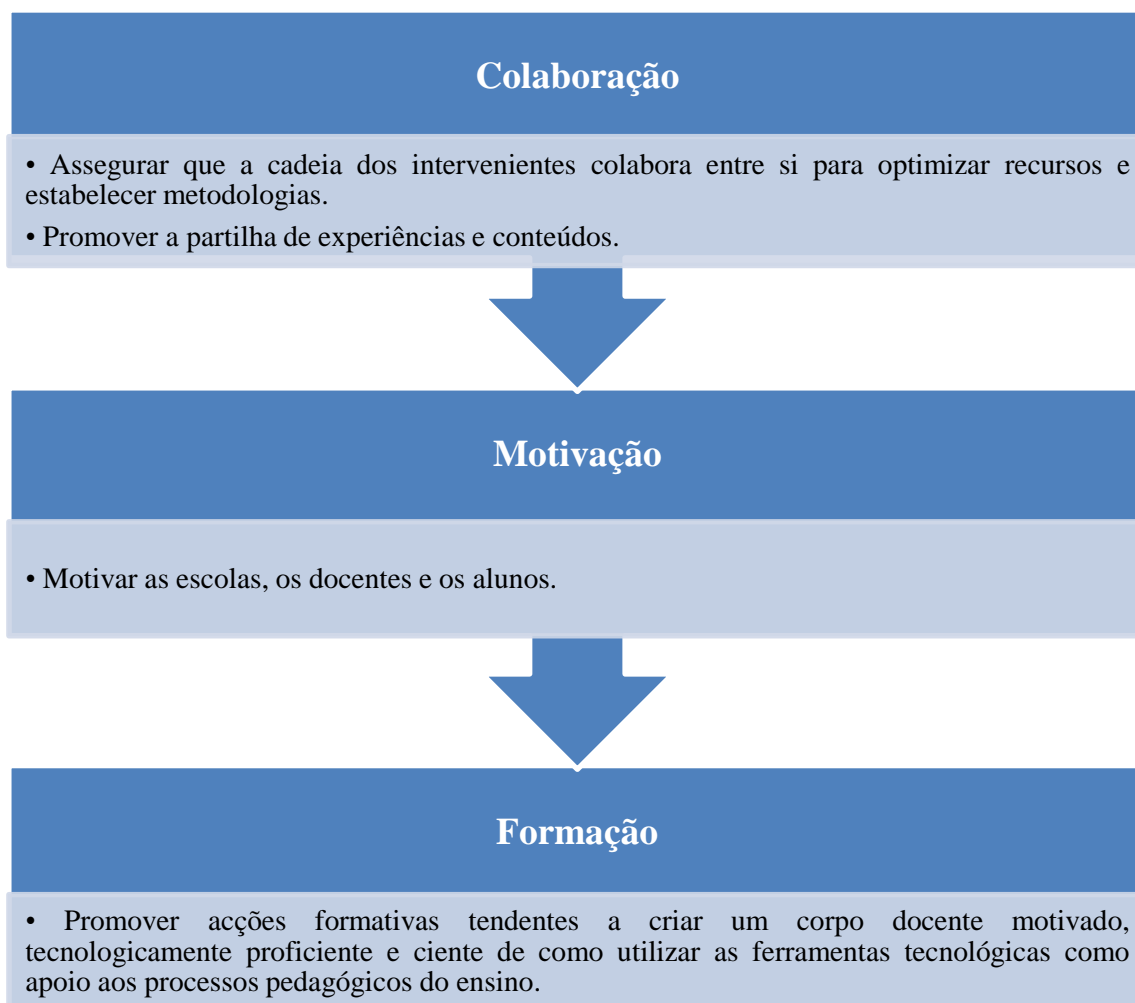 Colaboração
• Assegurar que a cadeia dos intervenientes colabora entre si para optimizar recursos e
estabelecer metodologias.
• Promover a partilha de experiências e conteúdos.
Motivação
• Motivar as escolas, os docentes e os alunos.
Formação
• Promover acções formativas tendentes a criar um corpo docente motivado,
tecnologicamente proficiente e ciente de como utilizar as ferramentas tecnológicas como
apoio aos processos pedagógicos do ensino.